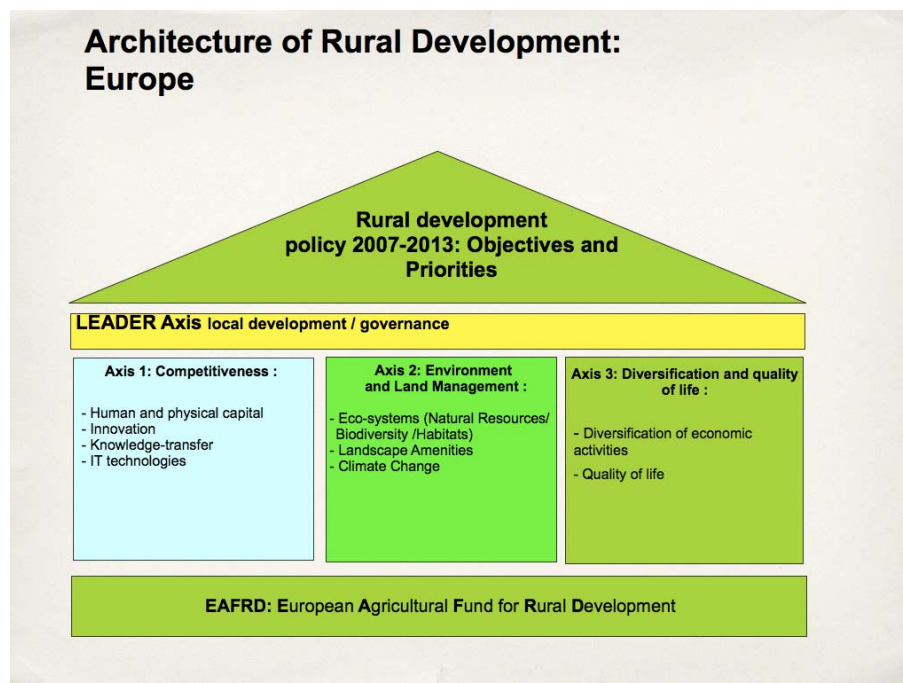 Architecture of Rural Development:
Europe
Rural development
policy 2007-2013: Objectives and
Priorities
LEADER Axis local development / governance
Axis 1: Competitiveness :
- Human and physical capital
- Innovation
- Knowledge-transfer
- IT technologies
Axis 2: Environment
and Land Management :
- Eco-systems (Natural Resources/
Biodiversity /Habitats)
- Landscape Amenities
- Climate Change
Axis 3: Diversification and quality
of life :
- Diversification of economic
activities
- Quality of life
EAFRD: European Agricultural Fund for Rural Development